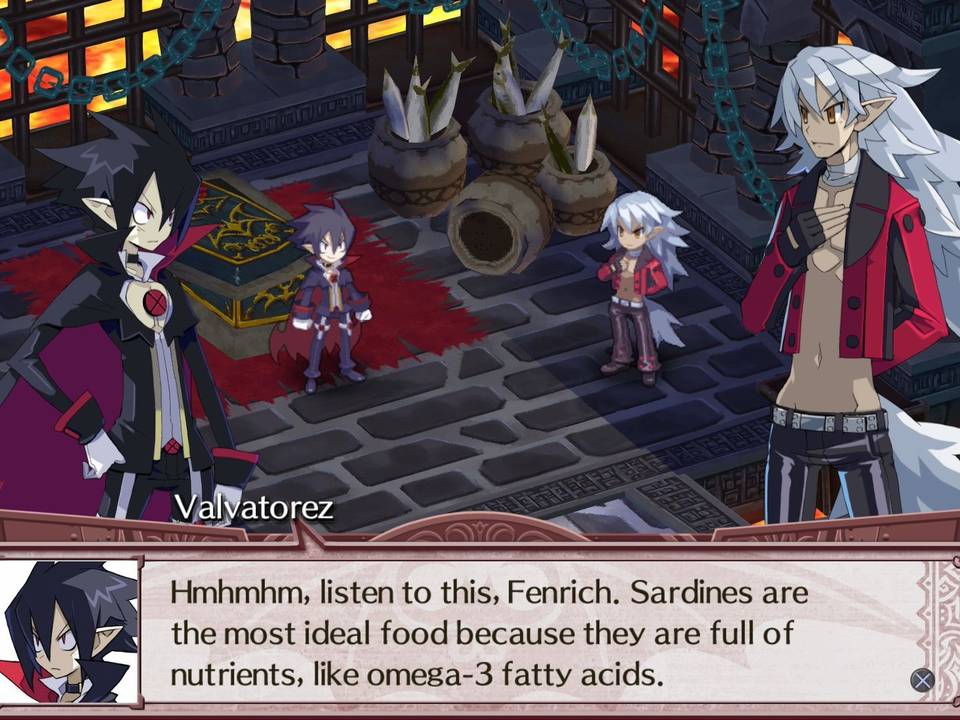 Valvatorez
Hmhmhm, listen to this, Fenrich. Sardines are
the most ideal food because they are full of
nutrients, like omega-3 fatty acids.